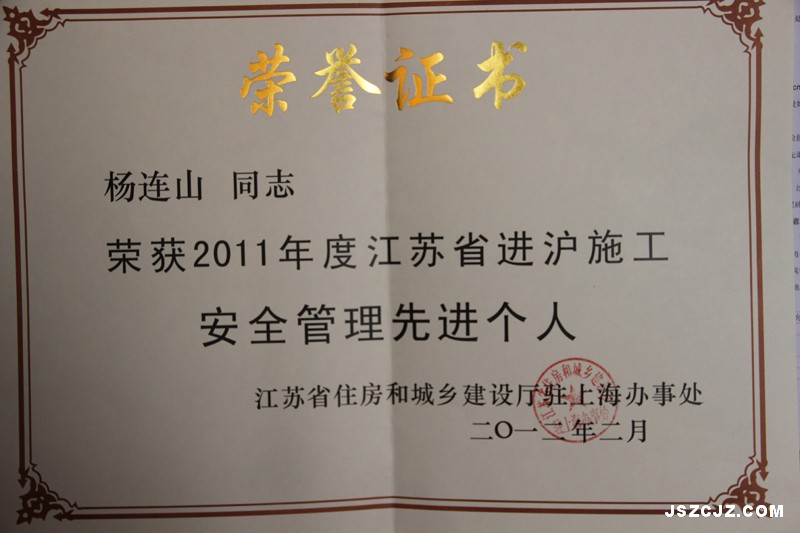 荣誉证书
杨连山 同志
荣获2011年度江苏省进沪施工
安全管理先进个人
江苏省住房和城乡建设厅驻上海办事处
二〇一二年二月
JSZCJZ.COM